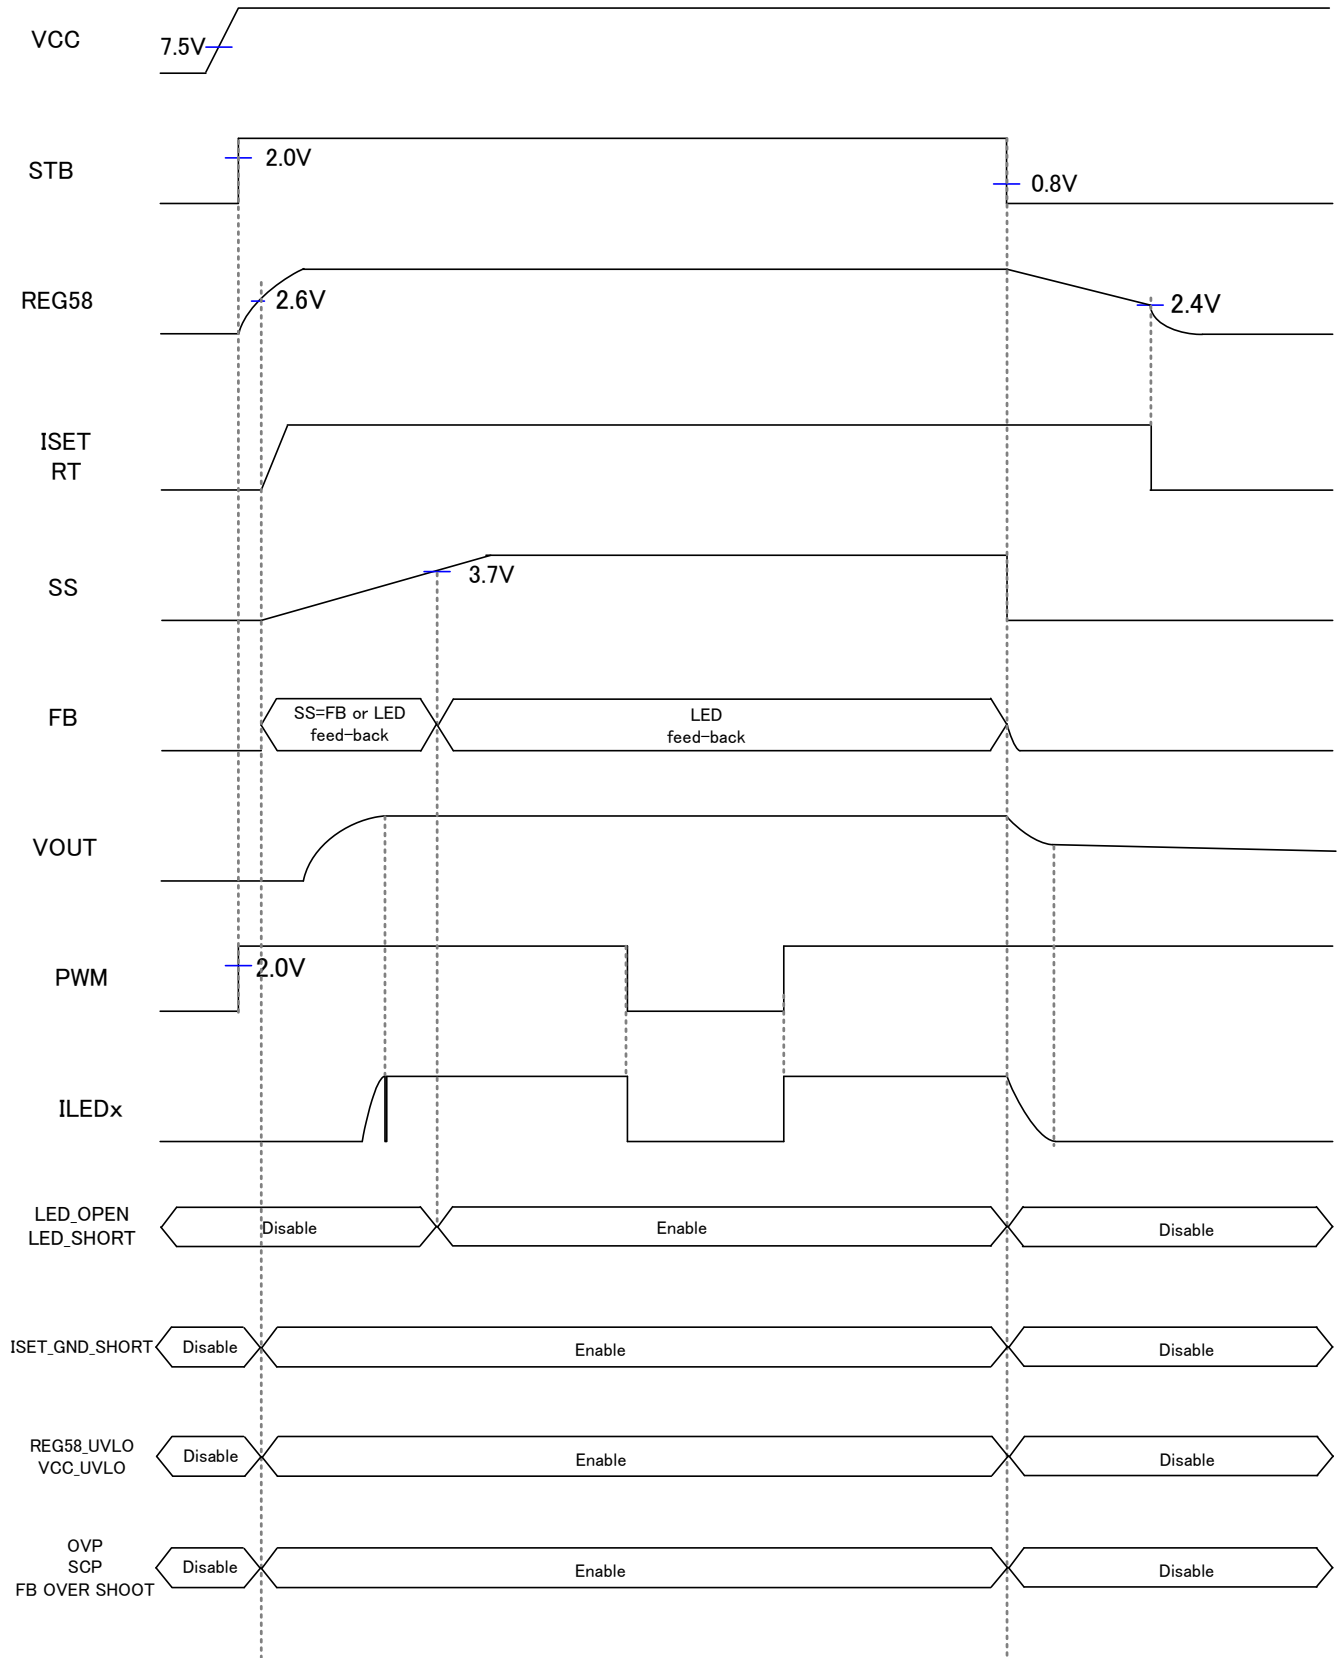 VCC
7.5V
STB
2.0V
0.8V
REG58
2.6V
2.4V
ISET
RT
SS
3.7V
FB
SS=FB or LED
feed-back
LED
feed-back
VOUT
PWM
2.0V
ILEDx
LED_OPEN
LED_SHORT
Disable
Enable
Disable
ISET_GND_SHORT
Disable
Enable
Disable
REG58_UVLO
VCC_UVLO
Disable
Enable
Disable
OVP
SCP
FB OVER SHOOT
Disable
Enable
Disable